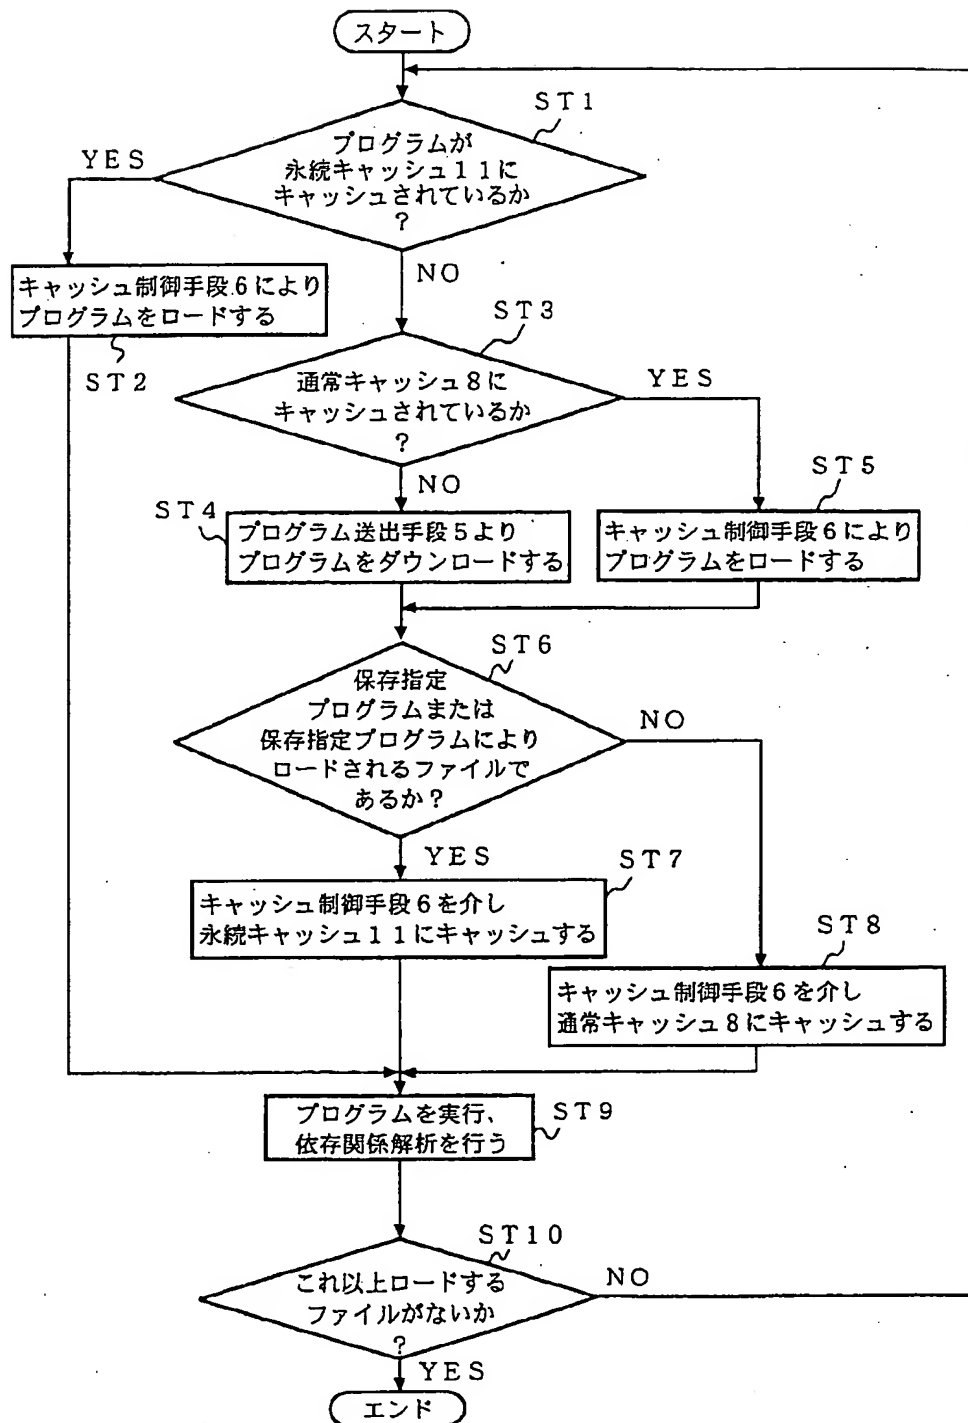 スタート
ST1
プログラムが
永続キャッシュ11に
キャッシュされているか
?
YES
NO
キャッシュ制御手段6により
プログラムをロードする
ST2
ST3
通常キャッシュ8に
キャッシュされているか
?
YES
NO
ST4
プログラム送出手段5より
プログラムをダウンロードする
ST5
キャッシュ制御手段6により
プログラムをロードする
ST6
保存指定
プログラムまたは
保存指定プログラムにより
ロードされるファイルで
あるか?
NO
YES
ST7
キャッシュ制御手段6を介し
永続キャッシュ11にキャッシュする
ST8
キャッシュ制御手段6を介し
通常キャッシュ8にキャッシュする
プログラムを実行、
依存関係解析を行う
ST9
ST10
これ以上ロードする
ファイルがないか
?
NO
YES
エンド